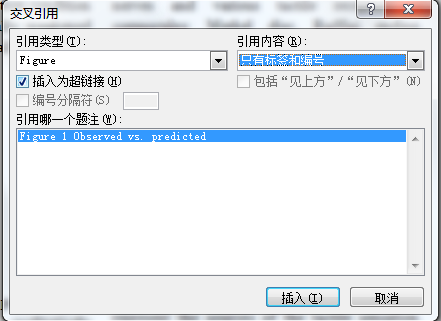 交叉引用
引用类型(T):
引用内容(R):
Figure
只有标签和编号
插入为超链接(H)
包括“见上方”/“见下方”(N)
编号分隔符(S)
引用哪一个题注(W):
Figure 1 Observed vs. predicted
插入(I)
取消